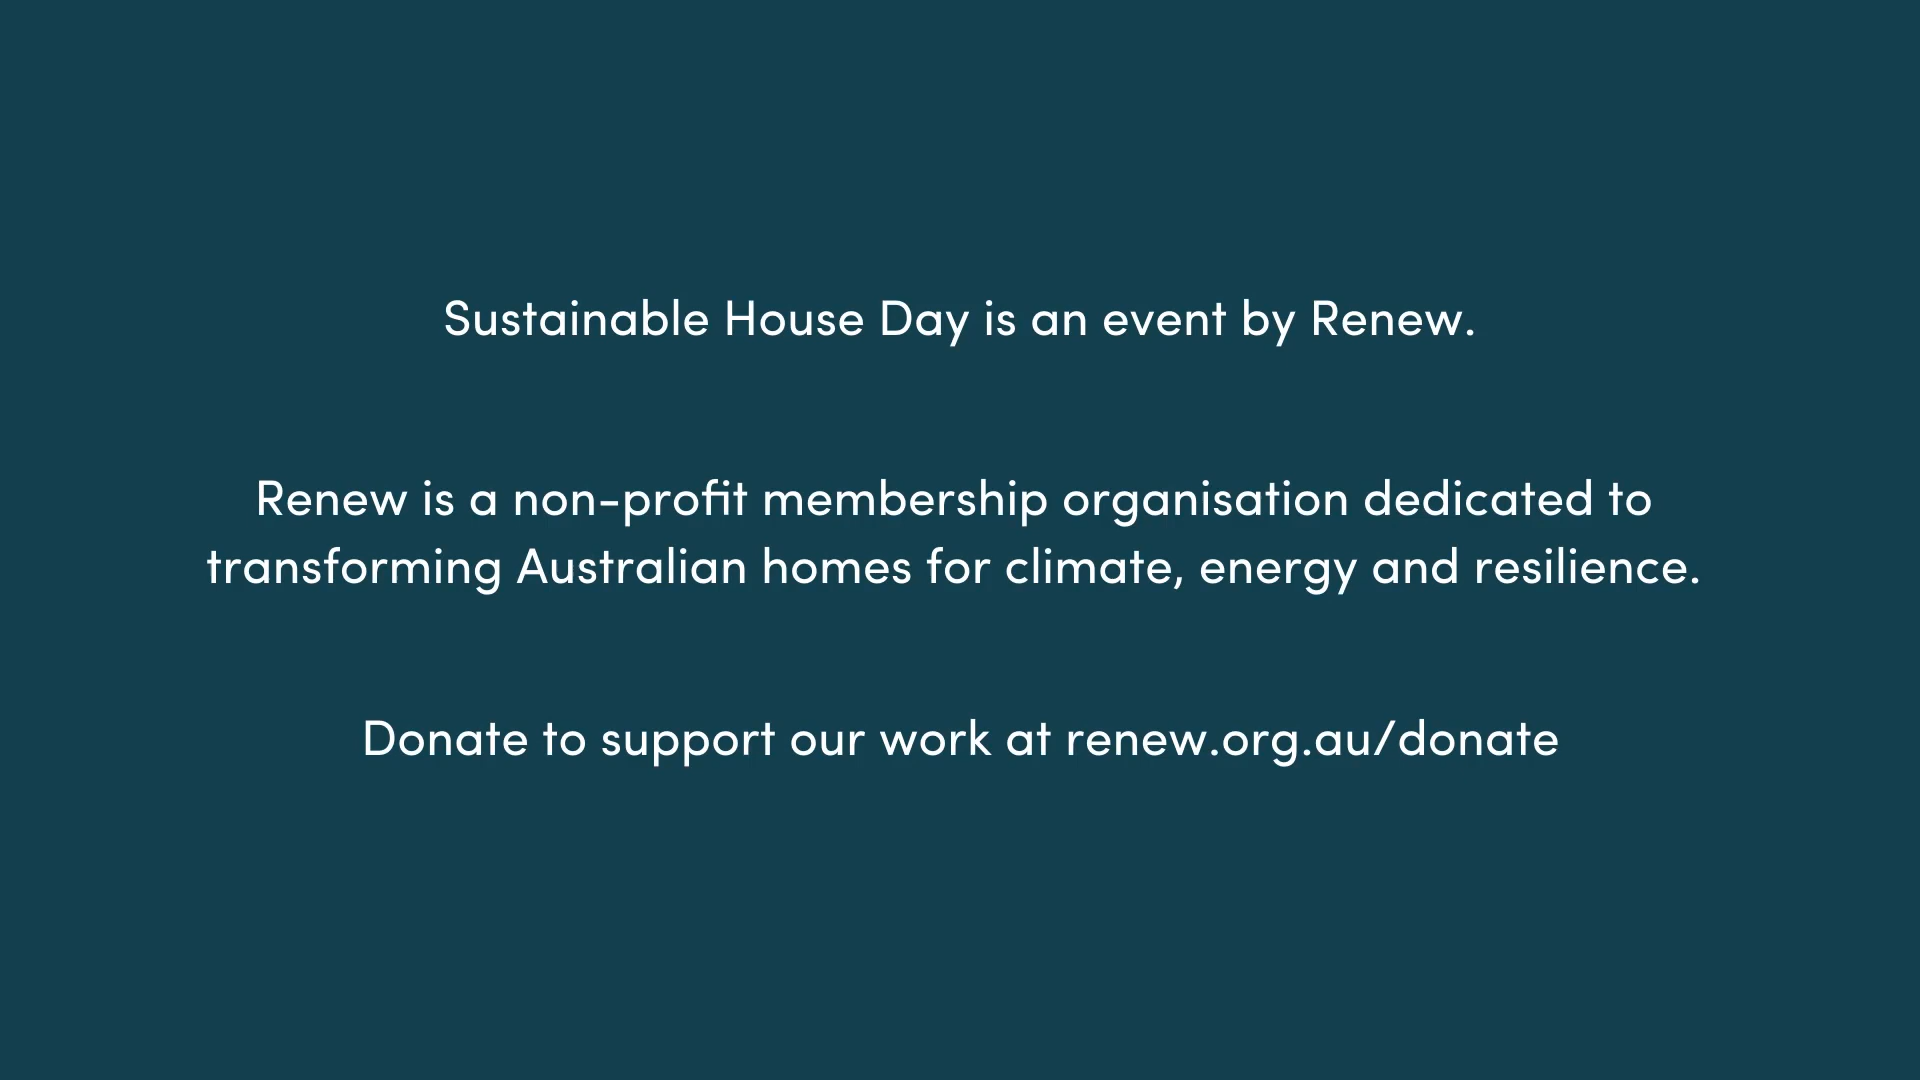 Sustainable House Day is an event by Renew.
Renew is a non-profit membership organisation dedicated to
transforming Australian homes for climate, energy and resilience.
Donate to support our work at renew.org.au/donate